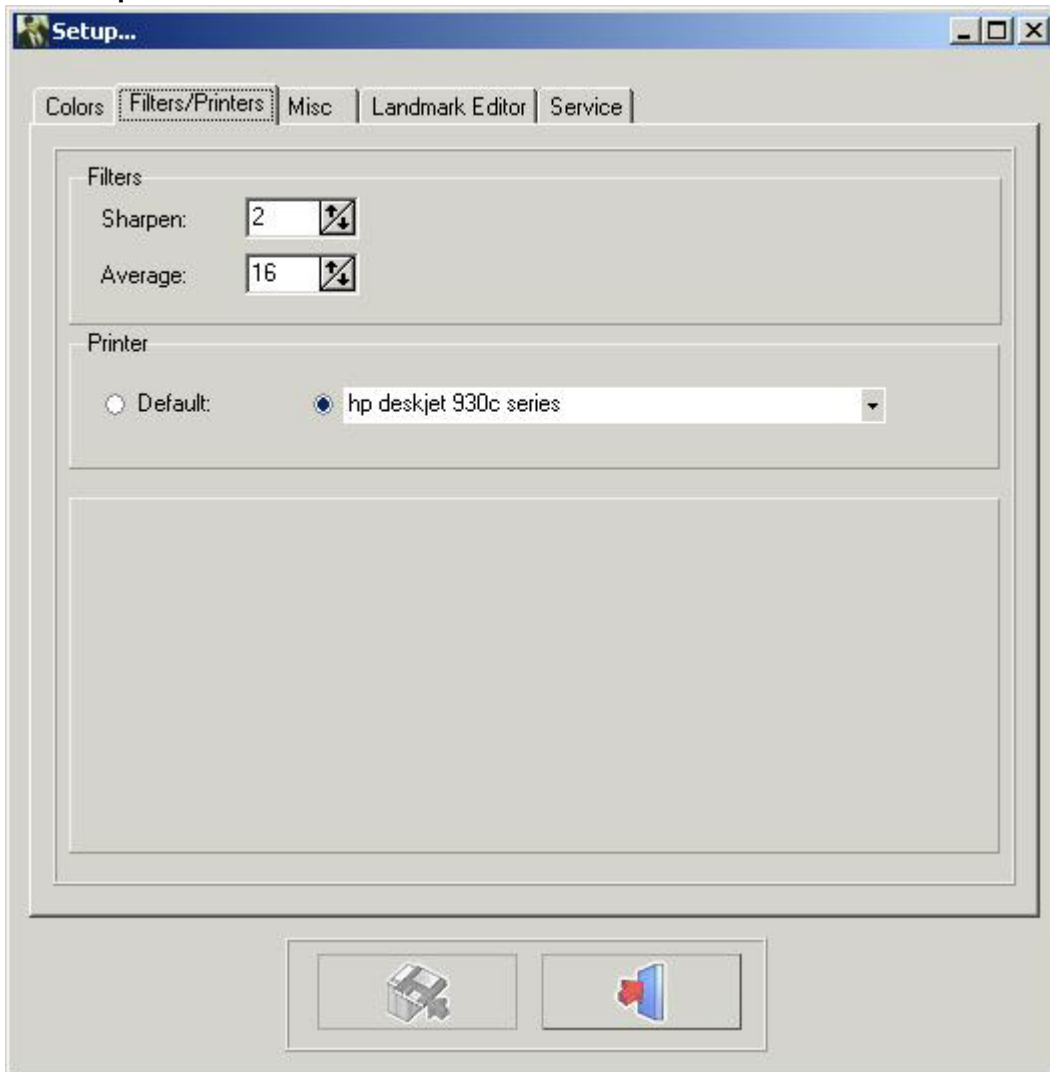 Setup...
Colors Filters/Printers Misc Landmark Editor Service
Filters
Sharpen: 2
Average: 16
Printer
Default: hp deskjet 930c series